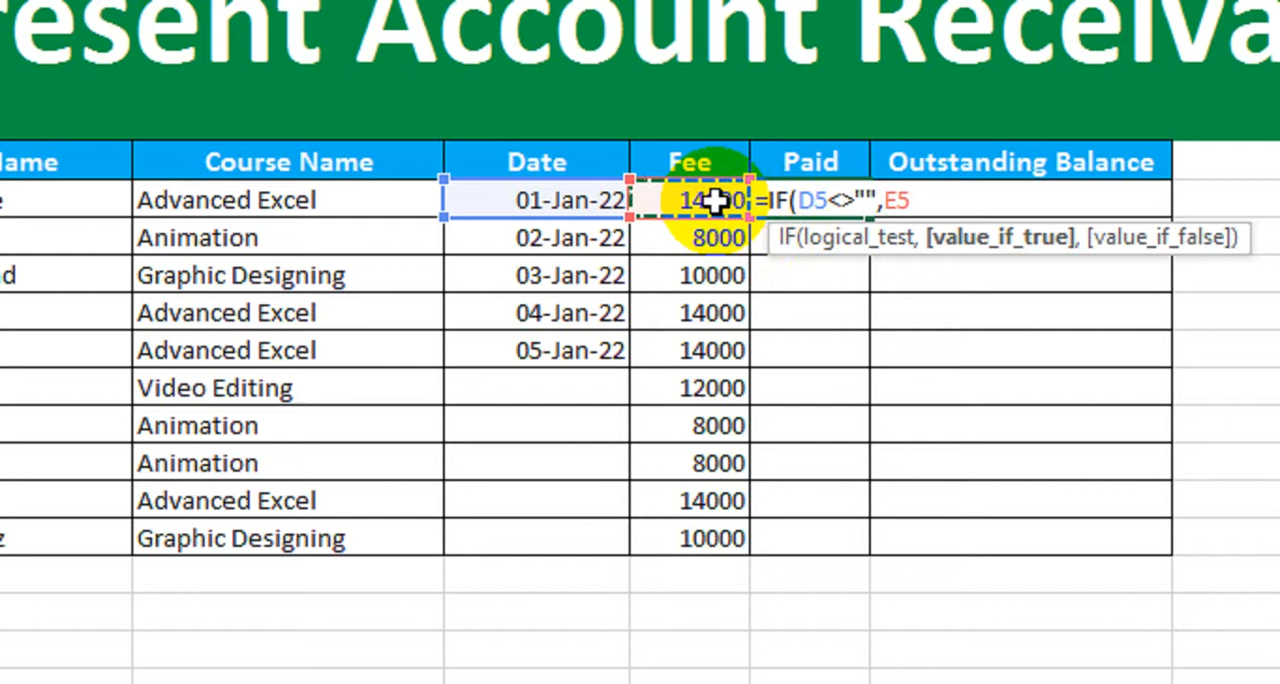 esent Account Receiva
ame Course Name Date Fee Paid Outstanding Balance
e Advanced Excel 01-Jan-22 =IF(D5<>"",E5
Animation 02-Jan-22 8000 IF(logical_test, [value_if_true], [value_if_false])
d Graphic Designing 03-Jan-22 10000
Advanced Excel 04-Jan-22 14000
Advanced Excel 05-Jan-22 14000
Video Editing 12000
Animation 8000
Animation 8000
Advanced Excel 14000
z Graphic Designing 10000